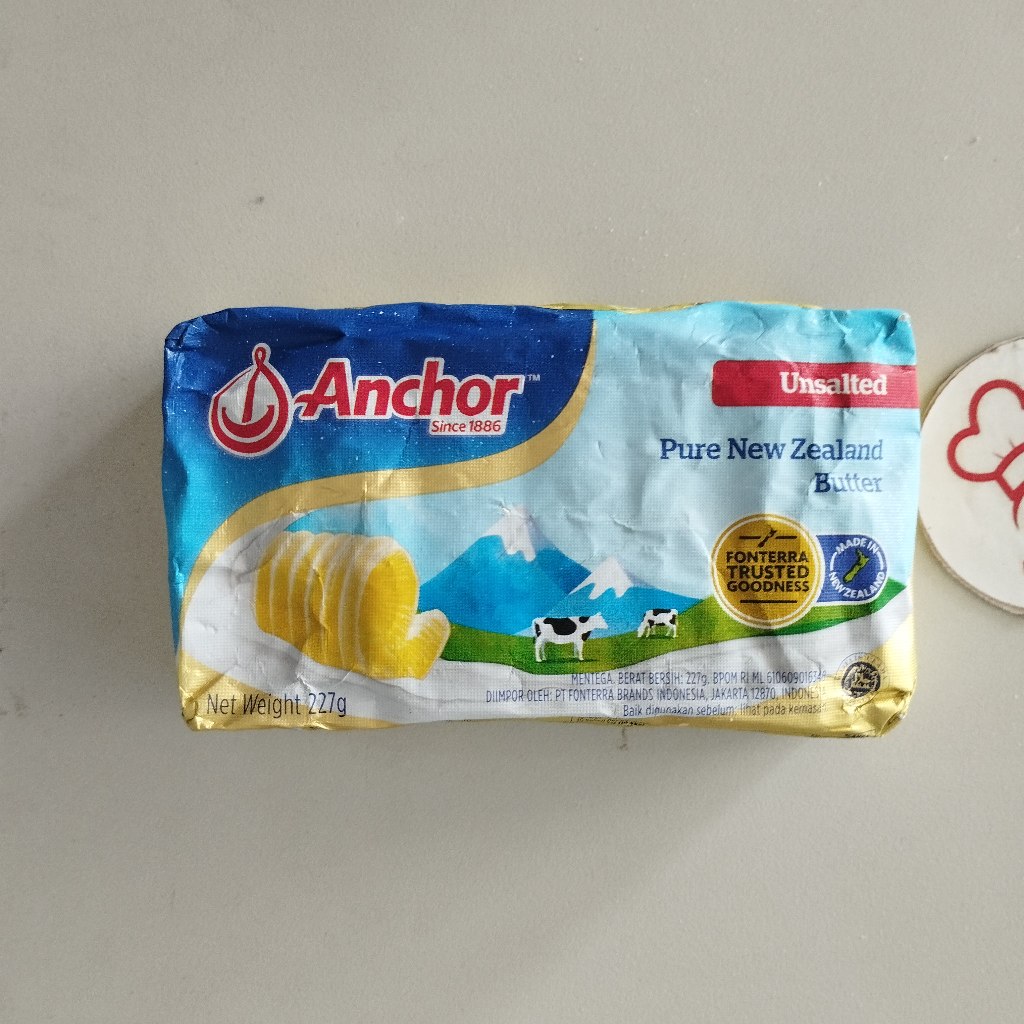 Anchor™
Since 1886
Unsalted
Pure New Zealand
Butter
FONTERRA
TRUSTED
GOODNESS
MADE IN
NEW ZEALAND
Net Weight 227g
MENTEGA. BERAT BERSIH: 227g. BPOM RI ML
DIIMPOR OLEH: PT FONTERRA BRANDS INDONESIA, JAKARTA 12870,
Baik digunakan sebelum: lihat pada kemasan